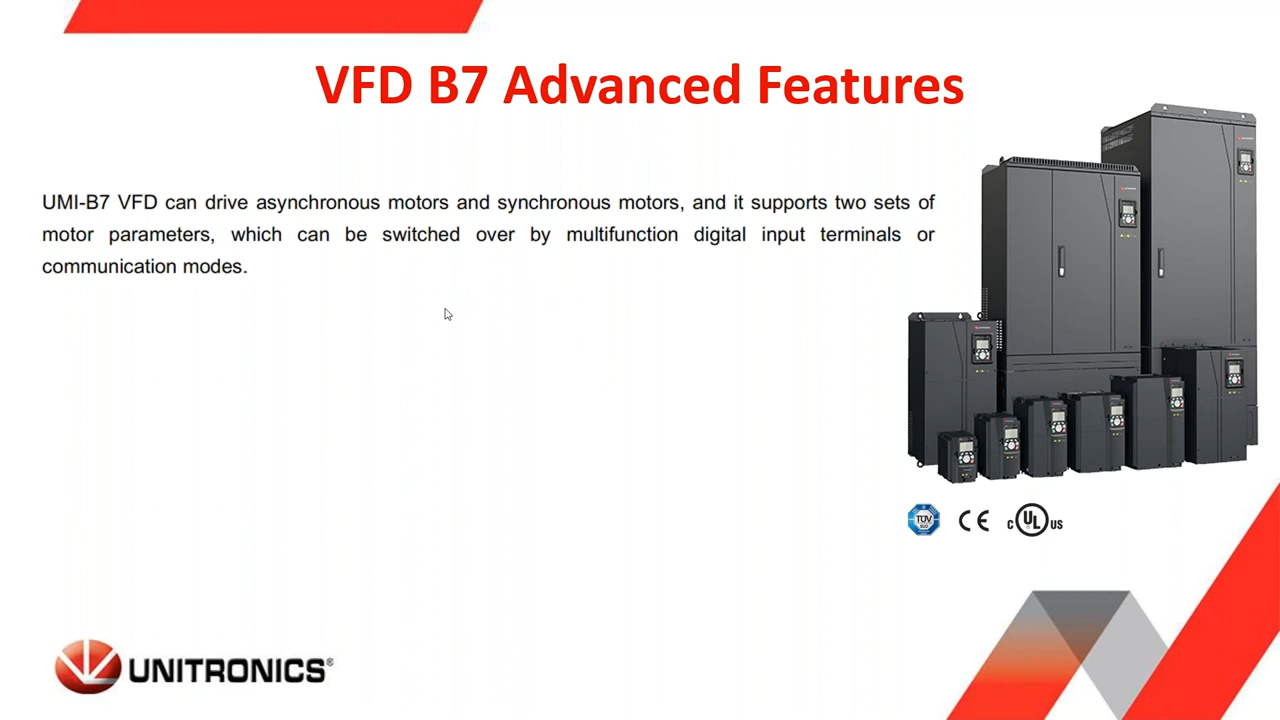 VFD B7 Advanced Features
UMI-B7 VFD can drive asynchronous motors and synchronous motors, and it supports two sets of
motor parameters, which can be switched over by multifunction digital input terminals or
communication modes.
TÜV
CE
c UL US
UNITRONICS®